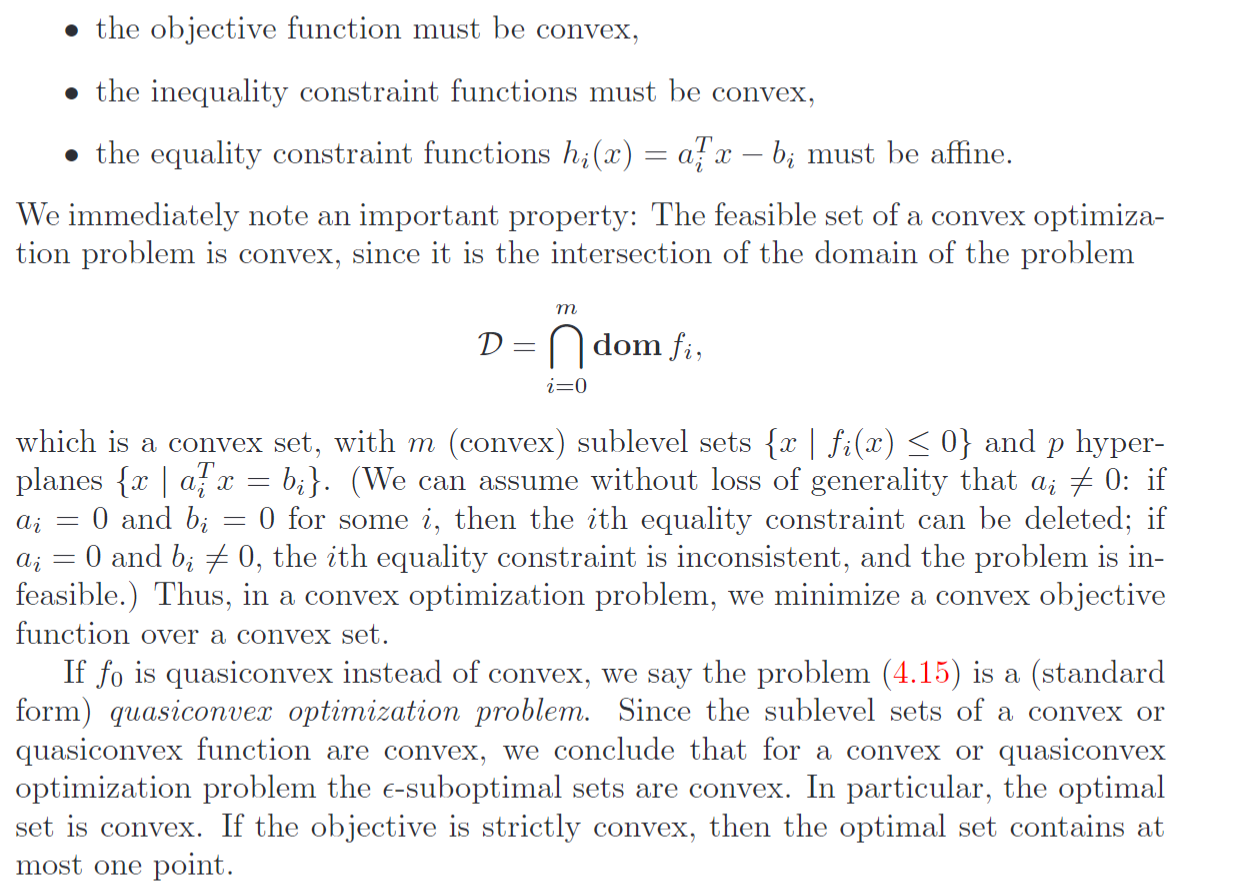 • the objective function must be convex,
• the inequality constraint functions must be convex,
• the equality constraint functions $h_i(x) = a_i^T x - b_i$ must be affine.
We immediately note an important property: The feasible set of a convex optimiza-
tion problem is convex, since it is the intersection of the domain of the problem
$$\mathcal{D} = \bigcap_{i=0}^{m} \mathbf{dom}\, f_i,$$
which is a convex set, with $m$ (convex) sublevel sets $\{x \mid f_i(x) \leq 0\}$ and $p$ hyper-
planes $\{x \mid a_i^T x = b_i\}$. (We can assume without loss of generality that $a_i \neq 0$: if
$a_i = 0$ and $b_i = 0$ for some $i$, then the $i$th equality constraint can be deleted; if
$a_i = 0$ and $b_i \neq 0$, the $i$th equality constraint is inconsistent, and the problem is in-
feasible.) Thus, in a convex optimization problem, we minimize a convex objective
function over a convex set.
If $f_0$ is quasiconvex instead of convex, we say the problem (4.15) is a (standard
form) quasiconvex optimization problem. Since the sublevel sets of a convex or
quasiconvex function are convex, we conclude that for a convex or quasiconvex
optimization problem the $\epsilon$-suboptimal sets are convex. In particular, the optimal
set is convex. If the objective is strictly convex, then the optimal set contains at
most one point.